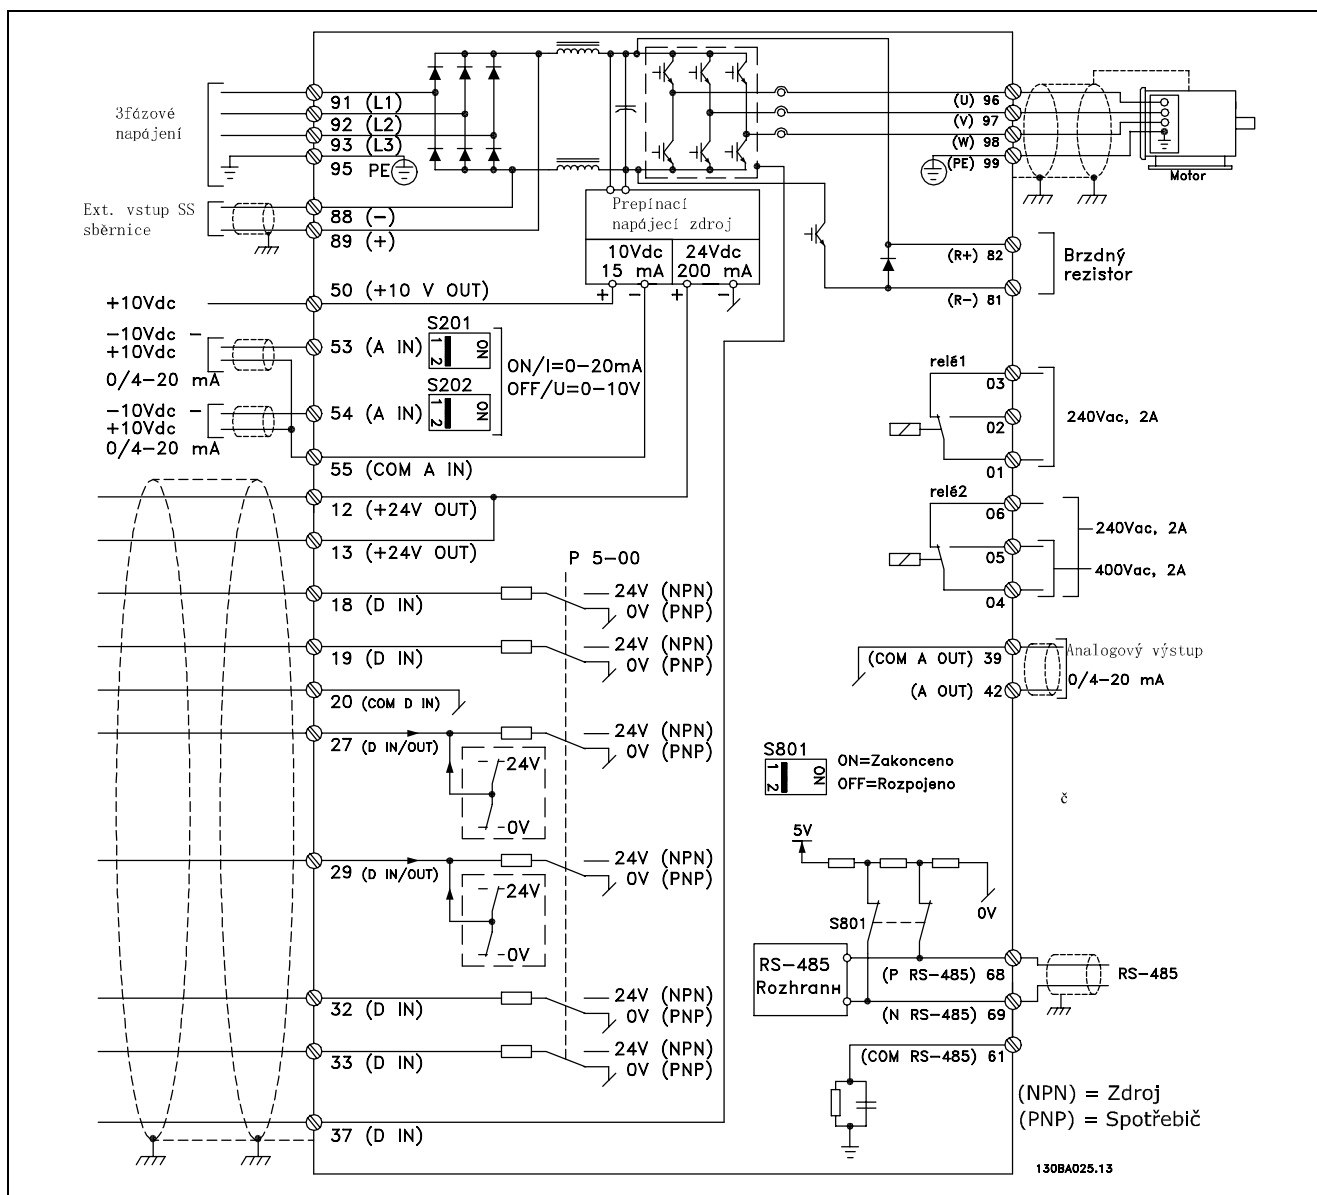 3fázové
napájení
91 (L1)
92 (L2)
93 (L3)
95 PE
Ext. vstup SS
sběrnice
88 (−)
89 (+)
+10Vdc
50 (+10 V OUT)
−10Vdc −
+10Vdc
0/4−20 mA
53 (A IN)
S201
1 2 ON
ON/I=0−20mA
OFF/U=0−10V
S202
1 2 ON
−10Vdc −
+10Vdc
0/4−20 mA
54 (A IN)
55 (COM A IN)
12 (+24V OUT)
13 (+24V OUT)
P 5-00
18 (D IN)
24V (NPN)
0V (PNP)
19 (D IN)
24V (NPN)
0V (PNP)
20 (COM D IN)
27 (D IN/OUT)
24V (NPN)
0V (PNP)
24V
0V
29 (D IN/OUT)
24V (NPN)
0V (PNP)
24V
0V
32 (D IN)
24V (NPN)
0V (PNP)
33 (D IN)
24V (NPN)
0V (PNP)
37 (D IN)
Prepínací
napájecí zdroj
10Vdc
15 mA
24Vdc
200 mA
+ − + −
(U) 96
(V) 97
(W) 98
(PE) 99
Motor
(R+) 82
(R−) 81
Brzdný
rezistor
relé1
03
02
01
240Vac, 2A
relé2
06
05
04
240Vac, 2A
400Vac, 2A
(COM A OUT) 39
(A OUT) 42
Analogový výstup
0/4−20 mA
S801
1 2 ON
ON=Zakonceno
OFF=Rozpojeno
č
5V
0V
S801
RS−485
Rozhranн
(P RS−485) 68
(N RS−485) 69
(COM RS−485) 61
RS−485
(NPN) = Zdroj
(PNP) = Spotřebič
130BA025.13